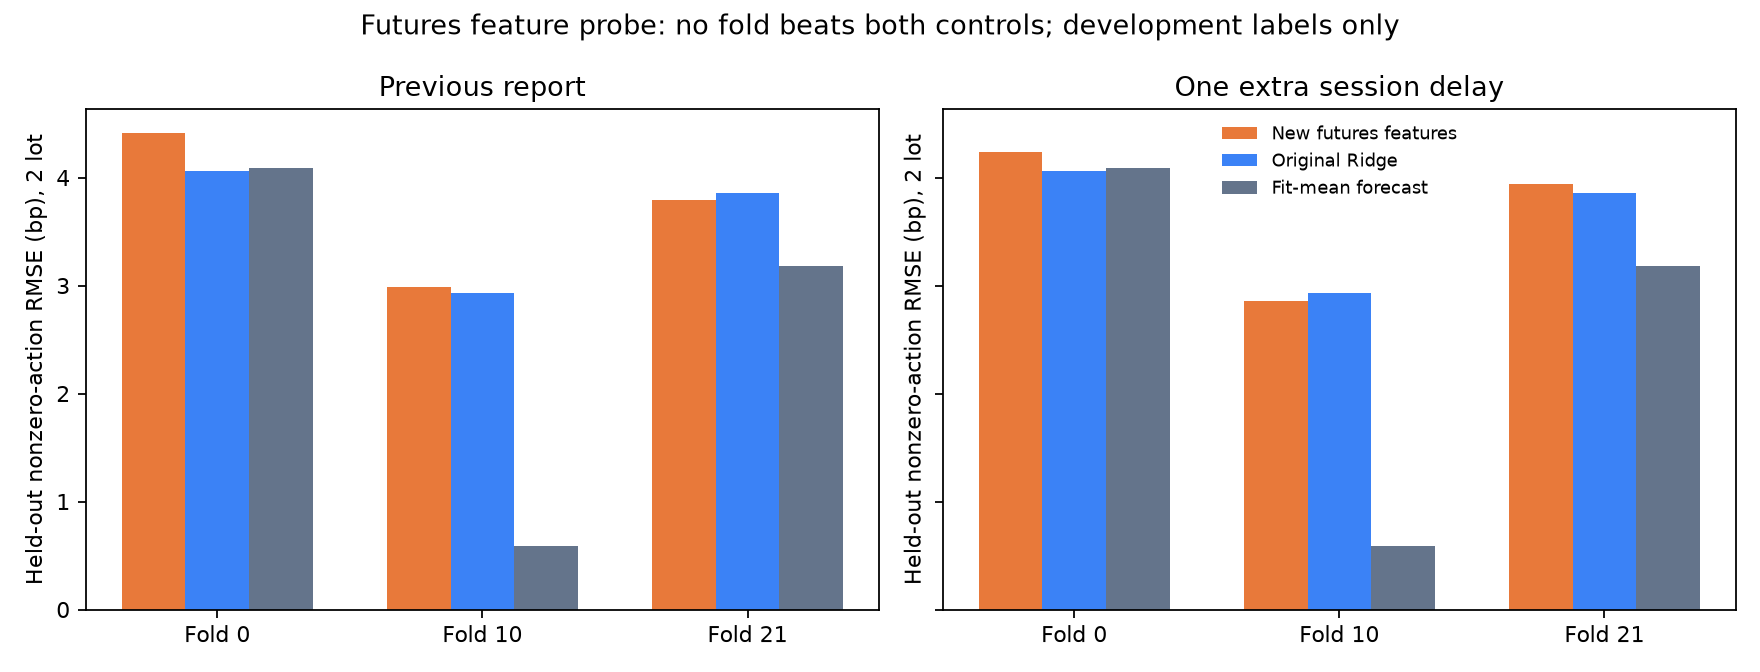 Futures feature probe: no fold beats both controls; development labels only
Previous report
Held-out nonzero-action RMSE (bp), 2 lot
4
3
2
1
0
Fold 0
Fold 10
Fold 21
One extra session delay
Held-out nonzero-action RMSE (bp), 2 lot
New futures features
Original Ridge
Fit-mean forecast
Fold 0
Fold 10
Fold 21